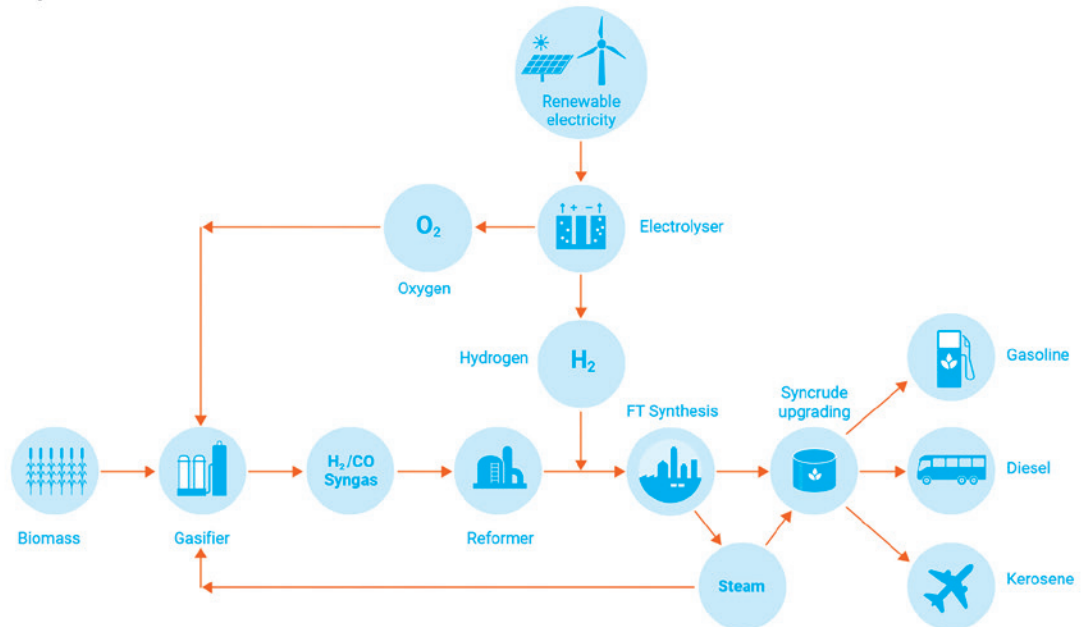 Renewable
electricity
O₂
+ −
Electrolyser
Oxygen
Hydrogen
H₂
Gasoline
FT Synthesis
Syncrude
upgrading
H₂/CO
Syngas
Diesel
Biomass
Gasifier
Reformer
Steam
Kerosene